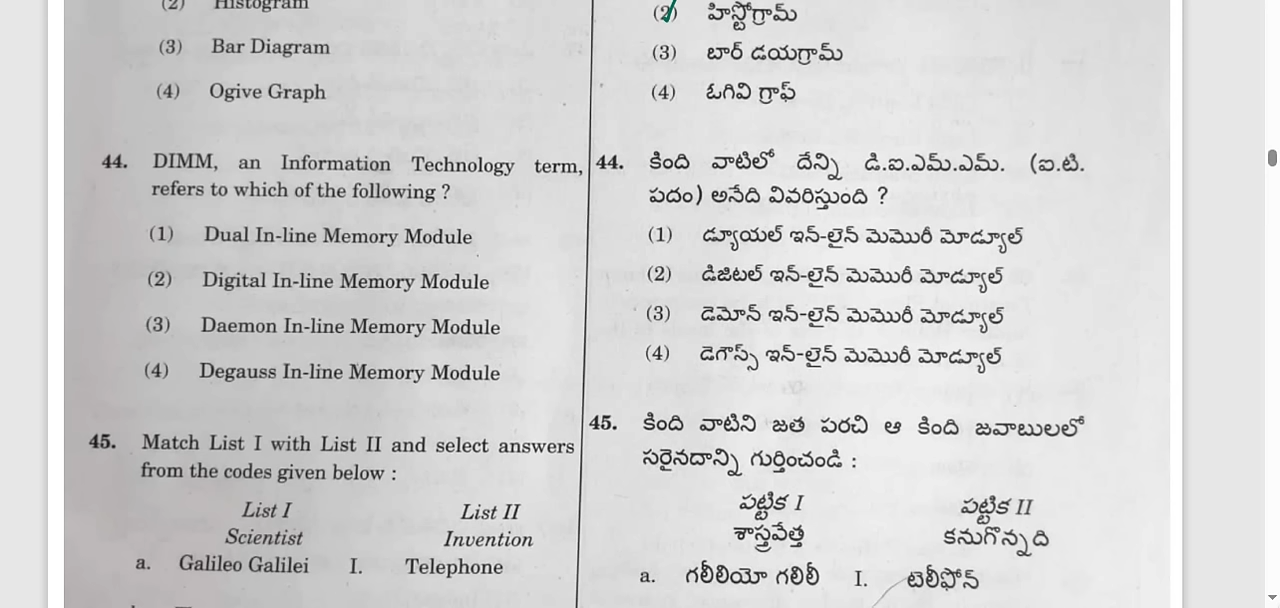 (2) Histogram
(3) Bar Diagram
(4) Ogive Graph
44. DIMM, an Information Technology term,
refers to which of the following ?
(1) Dual In-line Memory Module
(2) Digital In-line Memory Module
(3) Daemon In-line Memory Module
(4) Degauss In-line Memory Module
45. Match List I with List II and select answers
from the codes given below :
List I List II
Scientist Invention
a. Galileo Galilei I. Telephone
(2) హిస్టోగ్రామ్
(3) బార్ డయగ్రామ్
(4) ఓగివి గ్రాఫ్
44. కింది వాటిలో దేన్ని డి.ఐ.ఎమ్.ఎమ్. (ఐ.టి.
పదం) అనేది వివరిస్తుంది ?
(1) డ్యూయల్ ఇన్-లైన్ మెమొరీ మోడ్యూల్
(2) డిజిటల్ ఇన్-లైన్ మెమొరీ మోడ్యూల్
(3) డెమోన్ ఇన్-లైన్ మెమొరీ మోడ్యూల్
(4) డెగౌస్స్ ఇన్-లైన్ మెమొరీ మోడ్యూల్
45. కింది వాటిని జత పరచి ఆ కింది జవాబులలో
సరైనదాన్ని గుర్తించండి :
పట్టిక I పట్టిక II
శాస్త్రవేత్త కనుగొన్నది
a. గలీలియో గలీలీ I. టెలీఫోన్